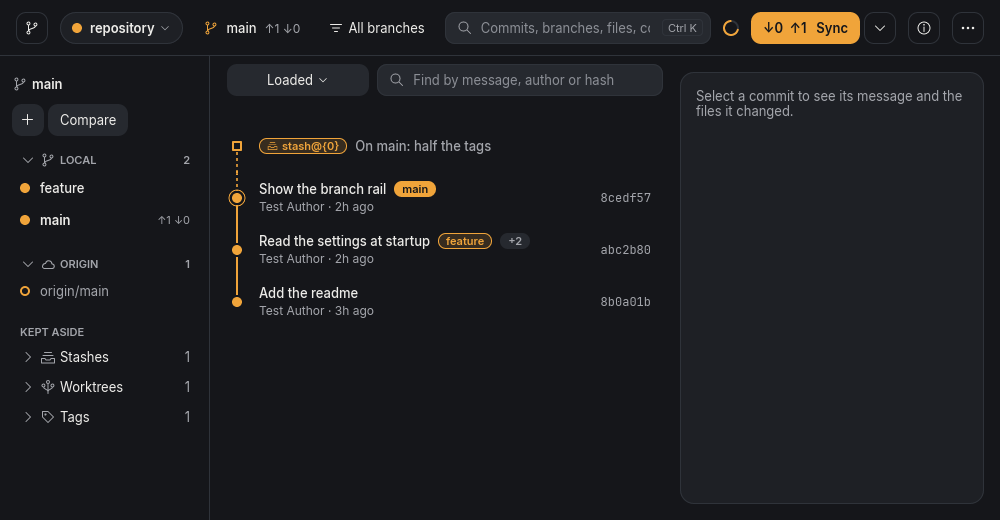 repository
main ↑1 ↓0
All branches
Commits, branches, files, cc Ctrl K
↓0 ↑1 Sync
main
+ Compare
LOCAL 2
feature
main ↑1 ↓0
ORIGIN 1
origin/main
KEPT ASIDE
Stashes 1
Worktrees 1
Tags 1
Loaded
Find by message, author or hash
stash@{0} On main: half the tags
Show the branch rail main
Test Author · 2h ago
8cedf57
Read the settings at startup feature +2
Test Author · 2h ago
abc2b80
Add the readme
Test Author · 3h ago
8b0a01b
Select a commit to see its message and the
files it changed.